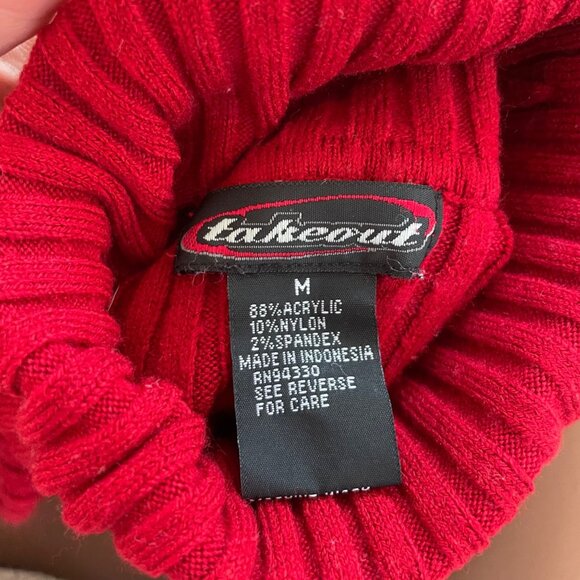 takeout
M
88%ACRYLIC
10%NYLON
2%SPANDEX
MADE IN INDONESIA
RN94330
SEE REVERSE
FOR CARE